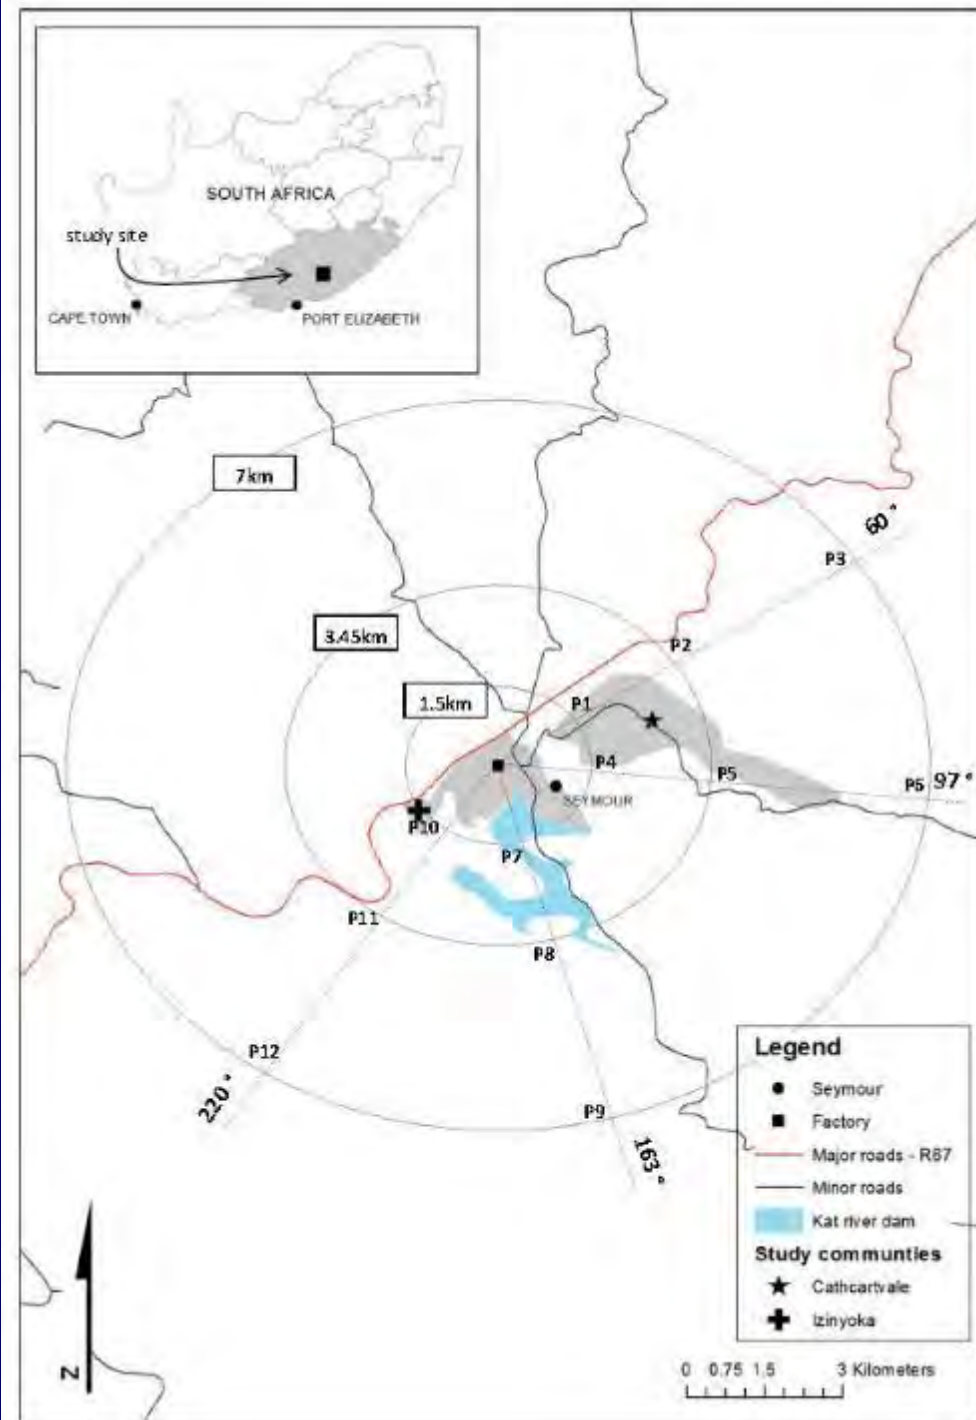 SOUTH AFRICA
study site
CAPE TOWN
PORT ELIZABETH
7km
60°
P3
3.45km
P2
1.5km
P1
P4
P5
P6
97°
SEYMOUR
P10
P7
P11
P8
P12
220°
P9
163°
Legend
Seymour
Factory
Major roads - R67
Minor roads
Kat river dam
Study communties
Cathcartvale
Izinyoka
Z
0 0.75 1.5 3 Kilometers